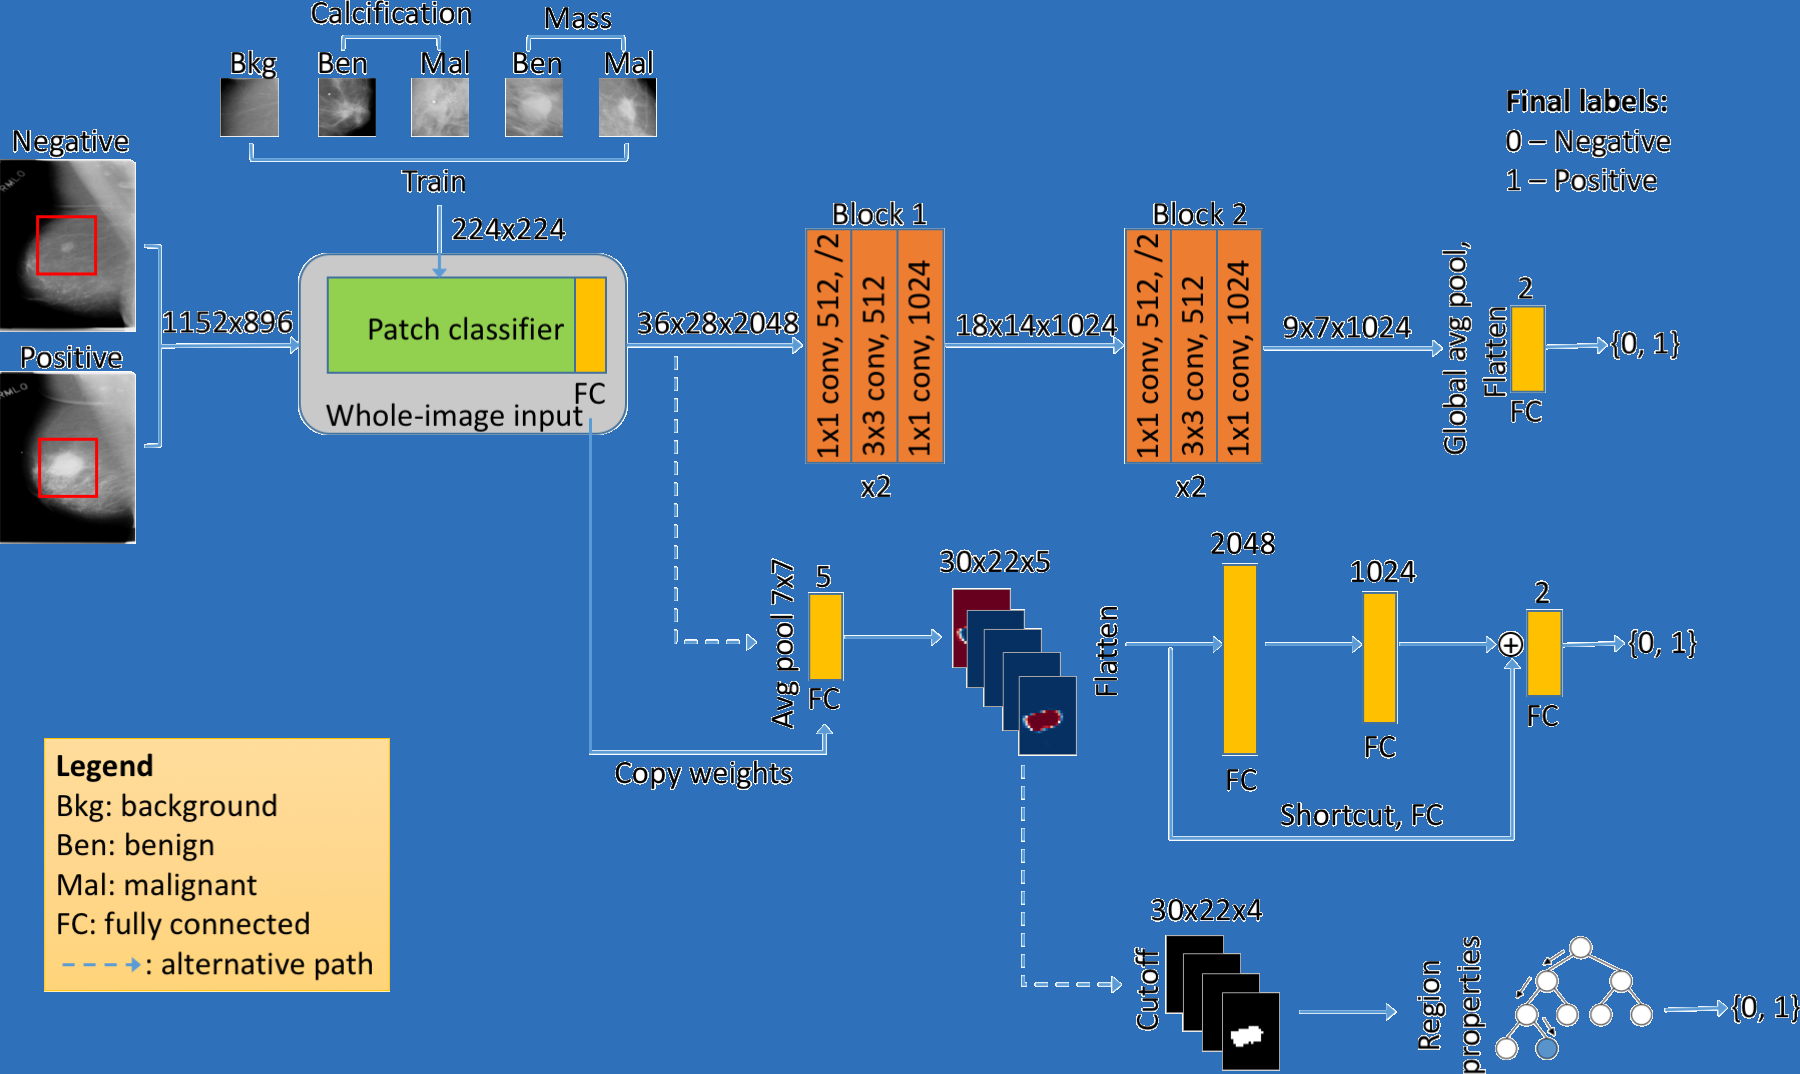 Calcification
Mass
Bkg
Ben
Mal
Ben
Mal
Negative
RMLO
Train
224x224
Final labels:
0 – Negative
1 – Positive
1152x896
Patch classifier
FC
Whole-image input
36x28x2048
Block 1
1x1 conv, 512, /2
3x3 conv, 512
1x1 conv, 1024
x2
18x14x1024
Block 2
1x1 conv, 512, /2
3x3 conv, 512
1x1 conv, 1024
x2
9x7x1024
Global avg pool,
Flatten
2
FC
{0, 1}
Positive
RMLO
Copy weights
Avg pool 7x7
5
FC
30x22x5
Flatten
2048
FC
1024
FC
2
FC
{0, 1}
Shortcut, FC
30x22x4
Cutoff
Region
properties
{0, 1}
Legend
Bkg: background
Ben: benign
Mal: malignant
FC: fully connected
: alternative path